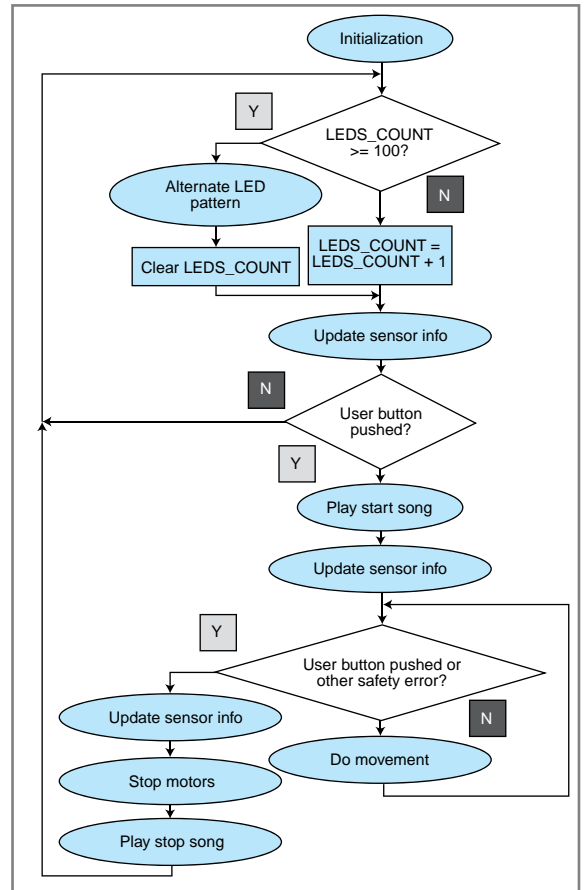 Initialization
Y
LEDS_COUNT
>= 100?
Alternate LED
pattern
N
Clear LEDS_COUNT
LEDS_COUNT =
LEDS_COUNT + 1
Update sensor info
N
User button
pushed?
Y
Play start song
Update sensor info
Y
User button pushed or
other safety error?
Update sensor info
N
Do movement
Stop motors
Play stop song